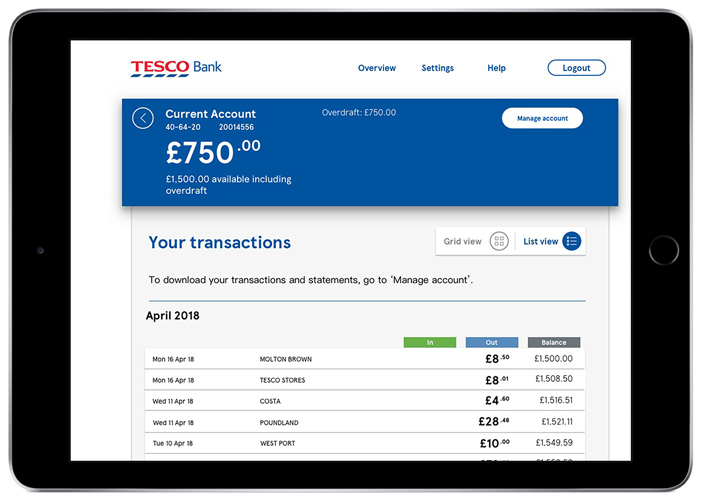 TESCO Bank
Overview Settings Help Logout
Current Account Overdraft: £750.00 Manage account
40-64-20 20014556
£750.00
£1,500.00 available including
overdraft
Your transactions Grid view List view
To download your transactions and statements, go to ‘Manage account’.
April 2018
In Out Balance
Mon 16 Apr 18 MOLTON BROWN £8.50 £1,500.00
Mon 16 Apr 18 TESCO STORES £8.01 £1,508.50
Wed 11 Apr 18 COSTA £4.60 £1,516.51
Wed 11 Apr 18 POUNDLAND £28.48 £1,521.11
Tue 10 Apr 18 WEST PORT £10.00 £1,549.59